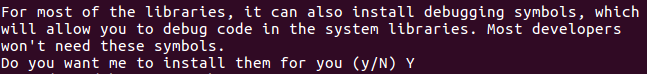 For most of the libraries, it can also install debugging symbols, which
will allow you to debug code in the system libraries. Most developers
won't need these symbols.
Do you want me to install them for you (y/N) Y